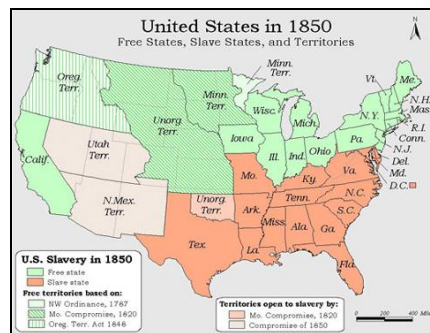 United States in 1850
Free States, Slave States, and Territories
N
Oreg.
Terr.
Minn.
Terr.
Minn.
Terr.
Unorg.
Terr.
Wisc.
Mich.
Vt.
Me.
N.H.
Mas
N.Y.
R.I.
Conn.
Pa.
N.J.
Del.
Md.
D.C.
Iowa
Ill.
Ind.
Ohio
Calif.
Utah
Terr.
N.Mex.
Terr.
Unorg.
Terr.
Mo.
Ky.
Va.
N.C.
Tenn.
Ark.
S.C.
Miss.
Ala.
Ga.
Tex.
La.
Fla.
U.S. Slavery in 1850
Free state
Slave state
Free territories based on:
NW Ordinance, 1787
Mo. Compromise, 1820
Oreg. Terr. Act 1848
Territories open to slavery by:
Mo. Compromise, 1820
Compromise of 1850
0 200 400
Mile